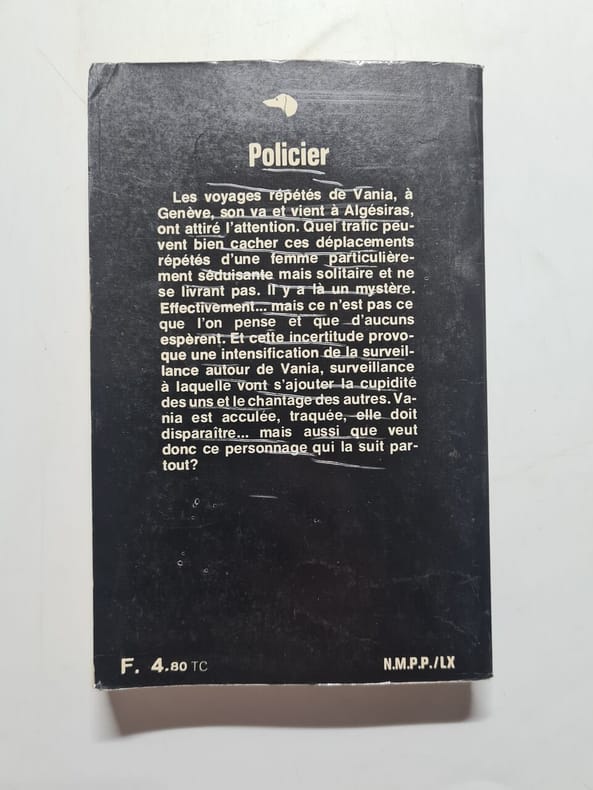 Policier
Les voyages répétés de Vania, à
Genève, son va et vient à Algésiras,
ont attiré l'attention. Quel trafic peu-
vent bien cacher ces déplacements
répétés d'une femme particulière-
ment séduisante mais solitaire et ne
se livrant pas. Il y a là un mystère.
Effectivement... mais ce n'est pas ce
que l'on pense et que d'aucuns
espèrent. Et cette incertitude provo-
que une intensification de la surveil-
lance autour de Vania, surveillance
à laquelle vont s'ajouter la cupidité
des uns et le chantage des autres. Va-
nia est acculée, traquée, elle doit
disparaître... mais aussi que veut
donc ce personnage qui la suit par-
tout?
F. 4.80 TC
N.M.P.P./LX